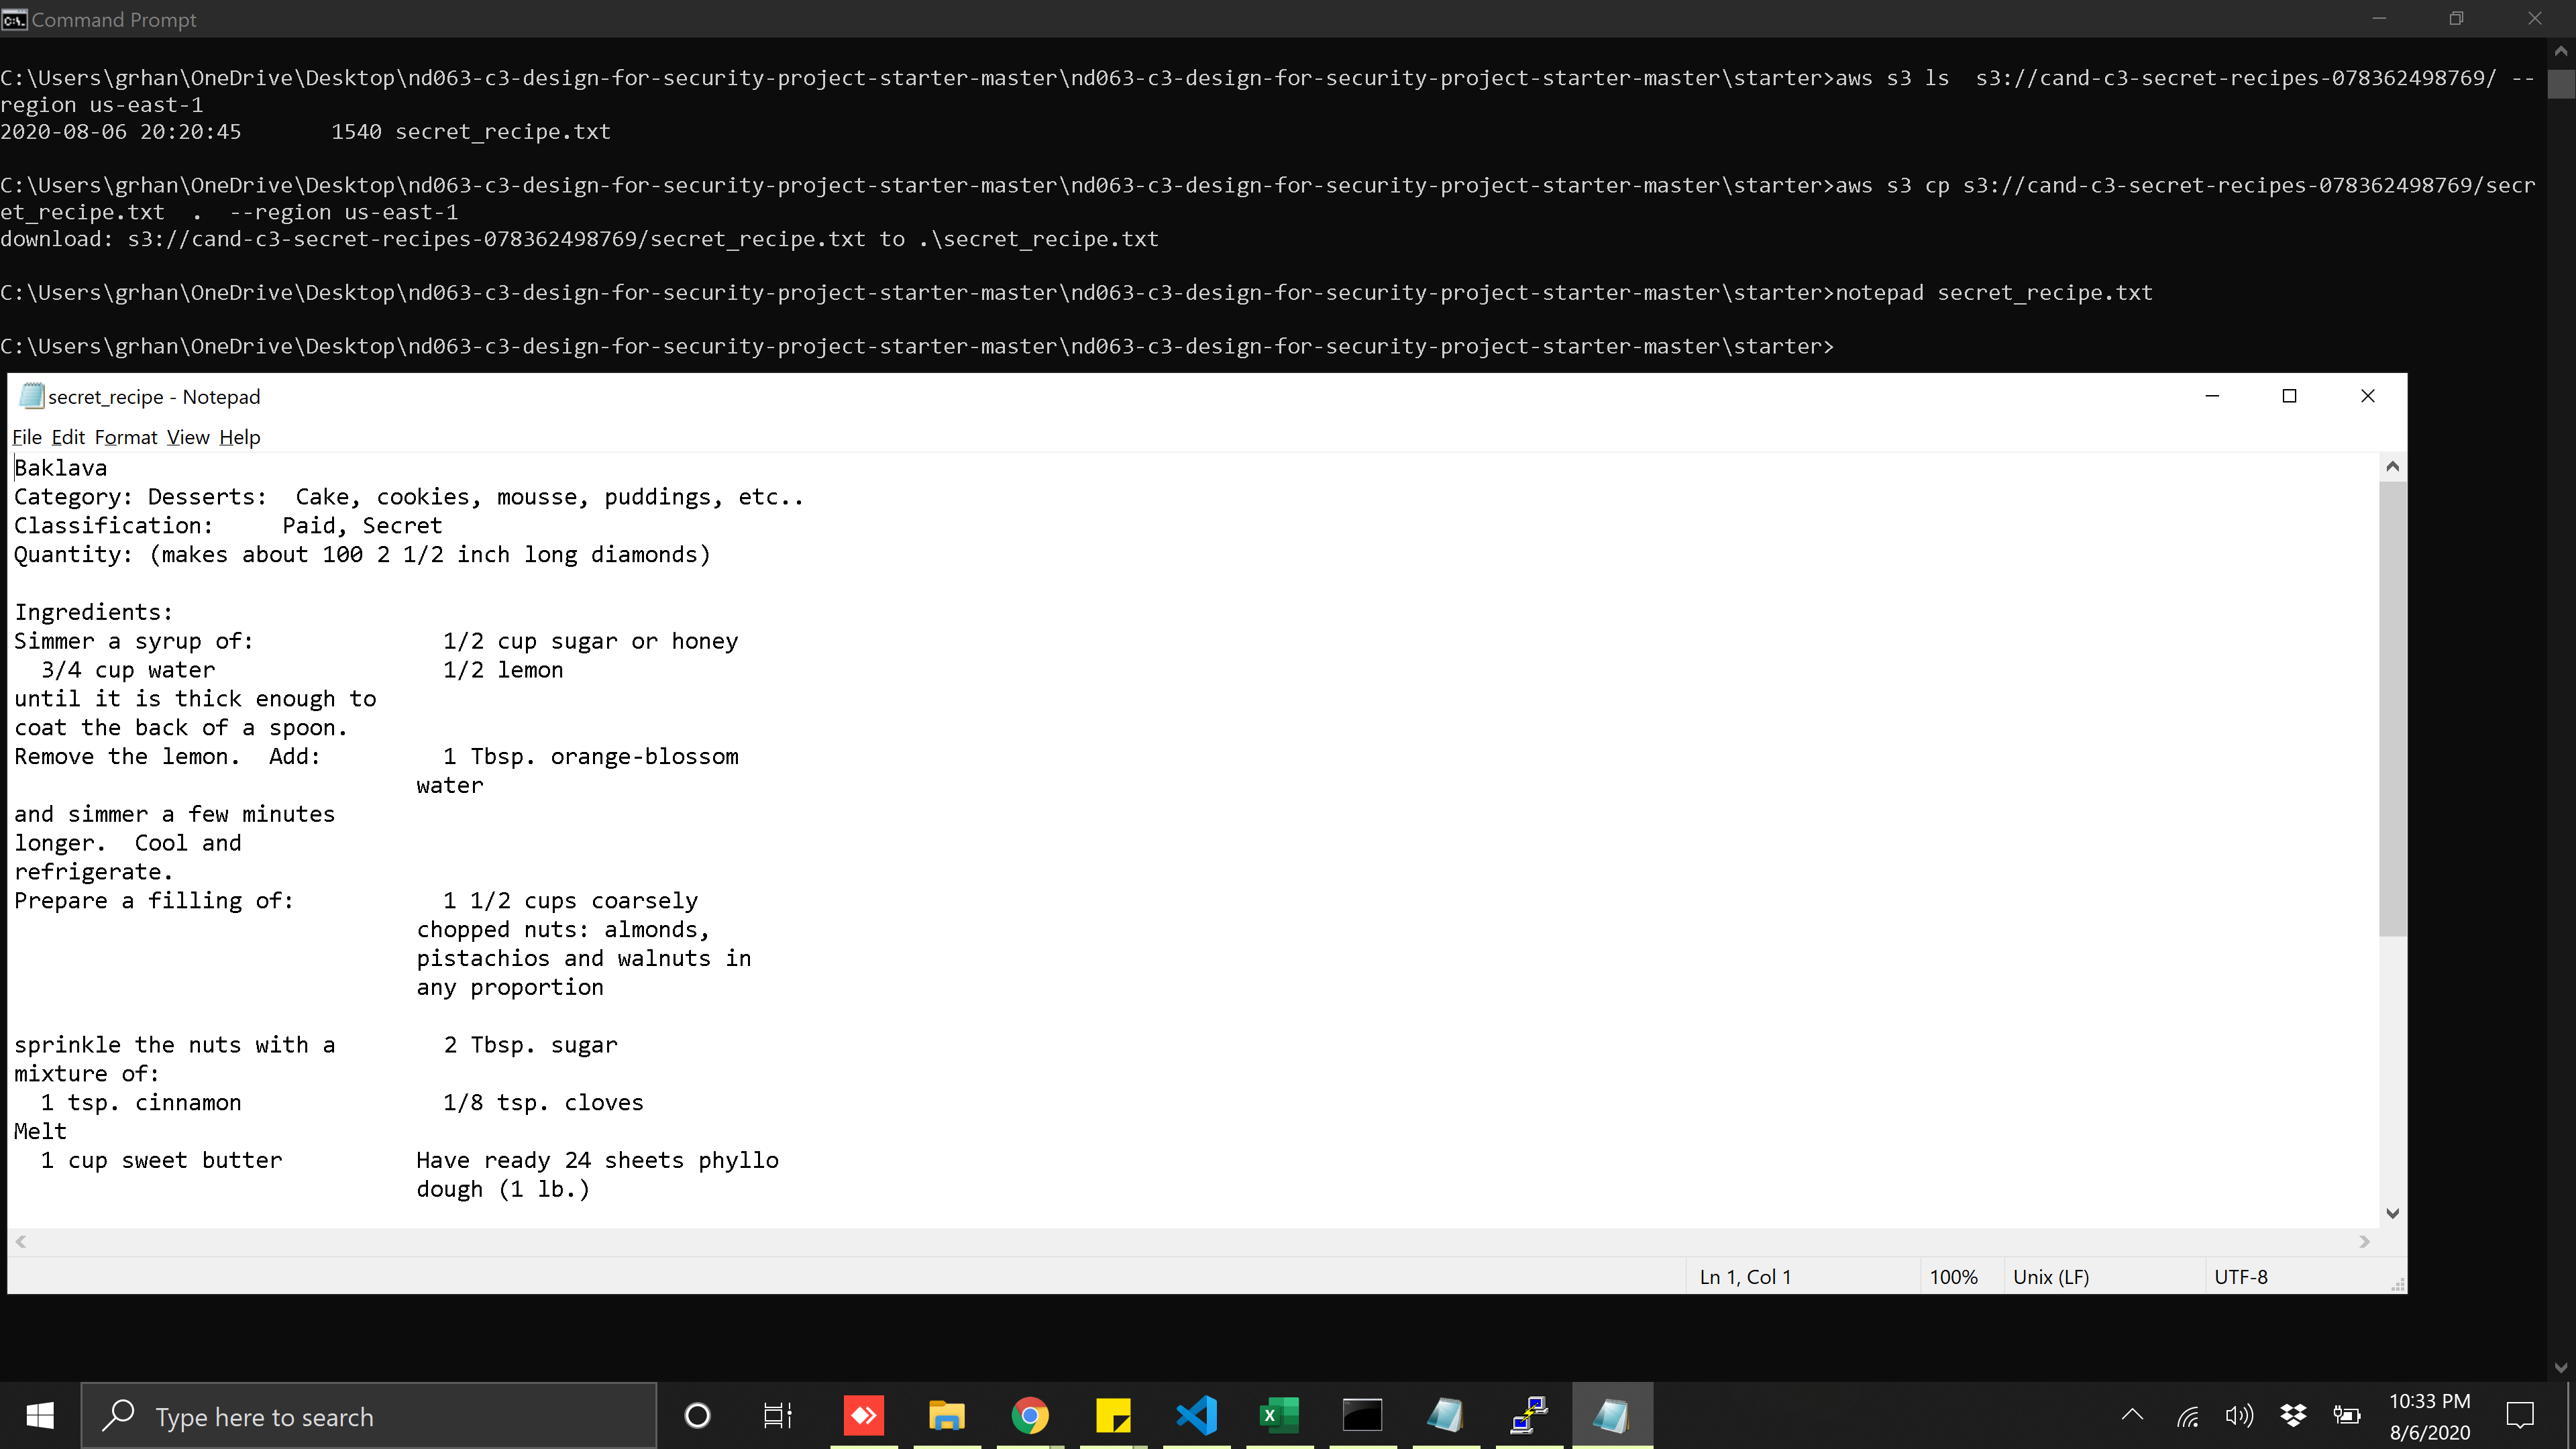 Command Prompt
C:\Users\grhan\OneDrive\Desktop\nd063-c3-design-for-security-project-starter-master\nd063-c3-design-for-security-project-starter-master\starter>aws s3 ls  s3://cand-c3-secret-recipes-078362498769/ --
region us-east-1
2020-08-06 20:20:45       1540 secret_recipe.txt
C:\Users\grhan\OneDrive\Desktop\nd063-c3-design-for-security-project-starter-master\nd063-c3-design-for-security-project-starter-master\starter>aws s3 cp s3://cand-c3-secret-recipes-078362498769/secr
et_recipe.txt  .  --region us-east-1
download: s3://cand-c3-secret-recipes-078362498769/secret_recipe.txt to .\secret_recipe.txt
C:\Users\grhan\OneDrive\Desktop\nd063-c3-design-for-security-project-starter-master\nd063-c3-design-for-security-project-starter-master\starter>notepad secret_recipe.txt
C:\Users\grhan\OneDrive\Desktop\nd063-c3-design-for-security-project-starter-master\nd063-c3-design-for-security-project-starter-master\starter>
secret_recipe - Notepad
File Edit Format View Help
Baklava
Category: Desserts:  Cake, cookies, mousse, puddings, etc..
Classification:     Paid, Secret
Quantity: (makes about 100 2 1/2 inch long diamonds)
Ingredients:
Simmer a syrup of:              1/2 cup sugar or honey
  3/4 cup water                 1/2 lemon
until it is thick enough to
coat the back of a spoon.
Remove the lemon.  Add:         1 Tbsp. orange-blossom
                              water
and simmer a few minutes
longer.  Cool and
refrigerate.
Prepare a filling of:           1 1/2 cups coarsely
                              chopped nuts: almonds,
                              pistachios and walnuts in
                              any proportion
sprinkle the nuts with a        2 Tbsp. sugar
mixture of:
  1 tsp. cinnamon               1/8 tsp. cloves
Melt
  1 cup sweet butter          Have ready 24 sheets phyllo
                              dough (1 lb.)
Ln 1, Col 1 100% Unix (LF) UTF-8
Type here to search
10:33 PM
8/6/2020